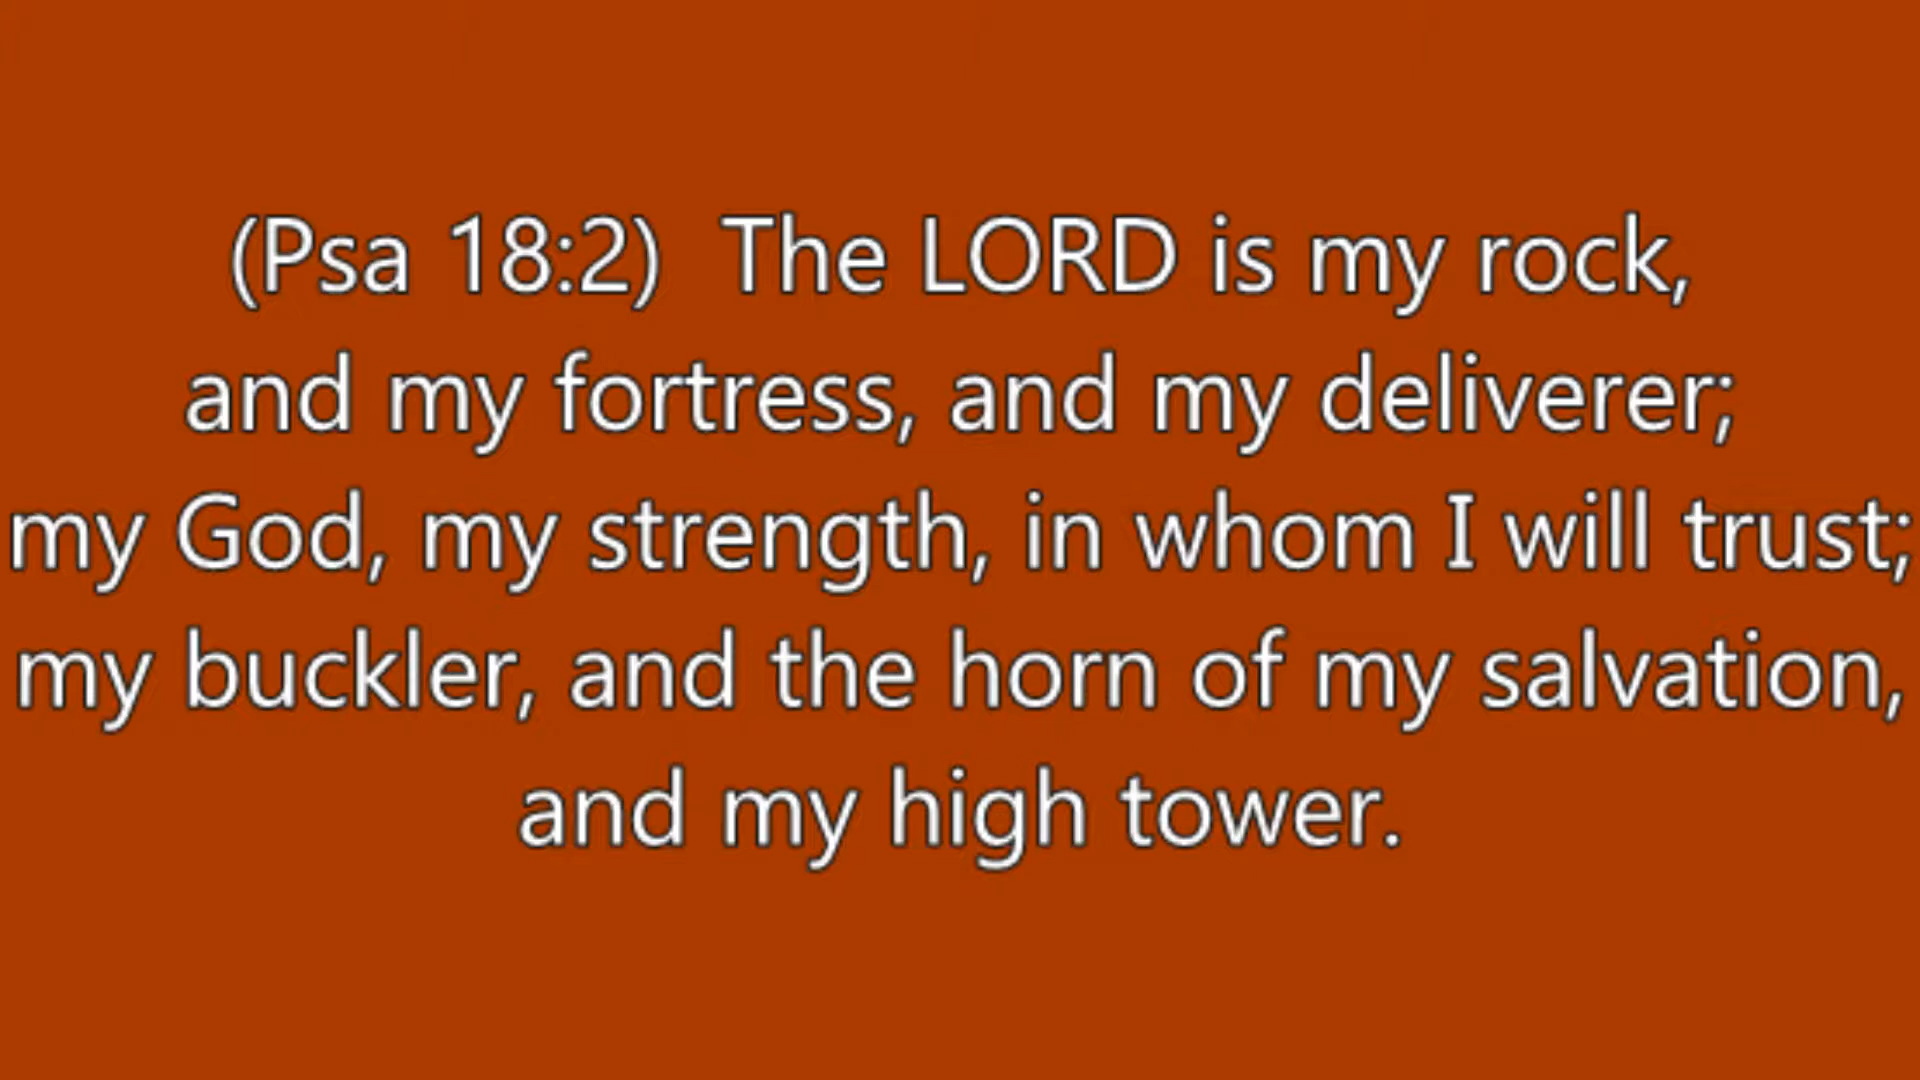 (Psa 18:2)  The LORD is my rock,
and my fortress, and my deliverer;
my God, my strength, in whom I will trust;
my buckler, and the horn of my salvation,
and my high tower.